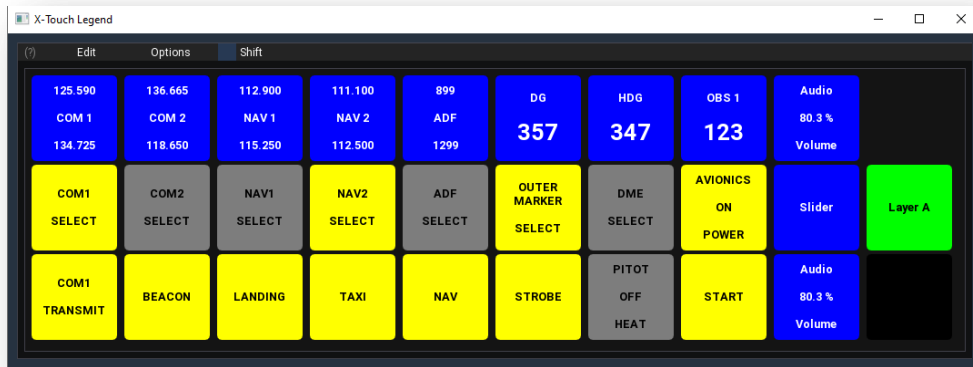 X-Touch Legend
(?) Edit Options Shift
125.590 136.665 112.900 111.100 899 DG HDG OBS 1 Audio
COM 1 COM 2 NAV 1 NAV 2 ADF 357 347 123 80.3 %
134.725 118.650 115.250 112.500 1299 Volume
COM1 COM2 NAV1 NAV2 ADF OUTER MARKER DME AVIONICS
SELECT SELECT SELECT SELECT SELECT SELECT SELECT ON Slider Layer A
POWER
COM1 BEACON LANDING TAXI NAV STROBE PITOT START Audio
TRANSMIT OFF 80.3 %
HEAT Volume